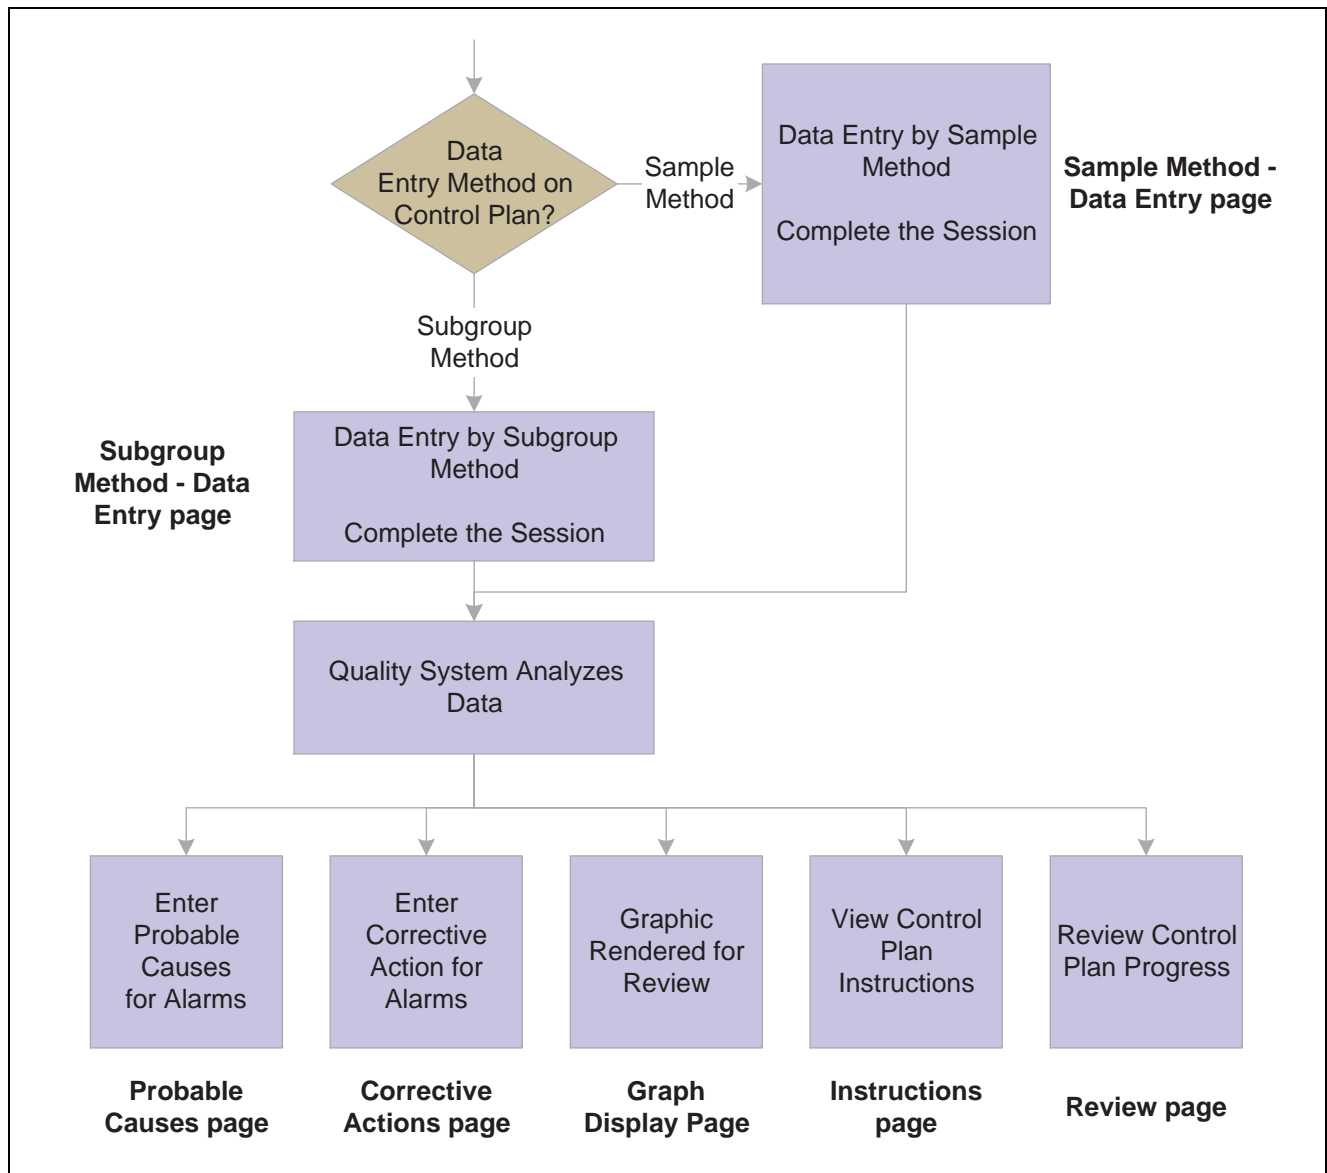 Data
Entry Method on
Control Plan?
Sample
Method
Data Entry by Sample
Method
Complete the Session
Sample Method -
Data Entry page
Subgroup
Method
Subgroup
Method - Data
Entry page
Data Entry by Subgroup
Method
Complete the Session
Quality System Analyzes
Data
Enter
Probable
Causes
for Alarms
Enter
Corrective
Action for
Alarms
Graphic
Rendered for
Review
View Control
Plan
Instructions
Review Control
Plan Progress
Probable
Causes page
Corrective
Actions page
Graph
Display Page
Instructions
page
Review page